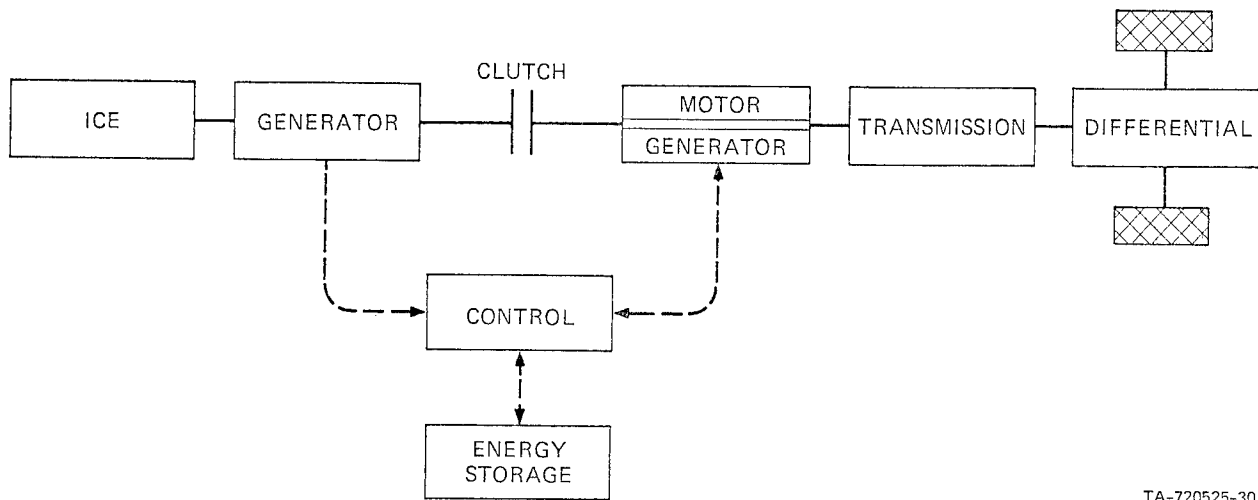 CLUTCH
ICE
GENERATOR
MOTOR
GENERATOR
TRANSMISSION
DIFFERENTIAL
CONTROL
ENERGY
STORAGE
TA-720525-30